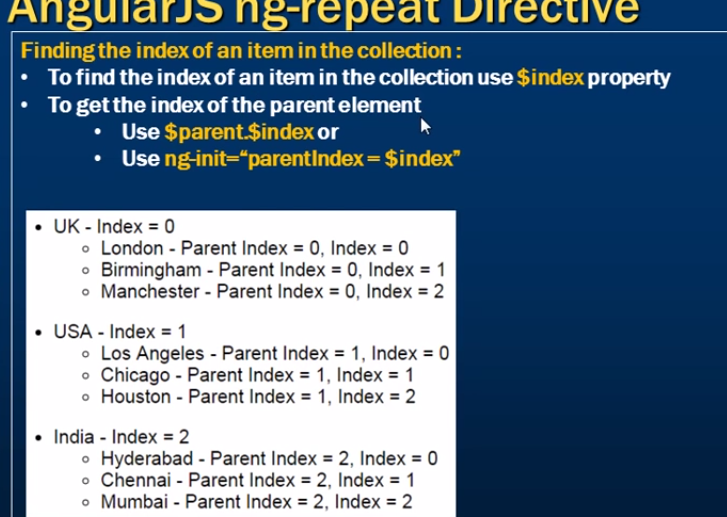 AngularJS ng-repeat Directive
Finding the index of an item in the collection :
• To find the index of an item in the collection use $index property
• To get the index of the parent element
• Use $parent.$index or
• Use ng-init=“parentIndex = $index”
• UK - Index = 0
○ London - Parent Index = 0, Index = 0
○ Birmingham - Parent Index = 0, Index = 1
○ Manchester - Parent Index = 0, Index = 2
• USA - Index = 1
○ Los Angeles - Parent Index = 1, Index = 0
○ Chicago - Parent Index = 1, Index = 1
○ Houston - Parent Index = 1, Index = 2
• India - Index = 2
○ Hyderabad - Parent Index = 2, Index = 0
○ Chennai - Parent Index = 2, Index = 1
○ Mumbai - Parent Index = 2, Index = 2